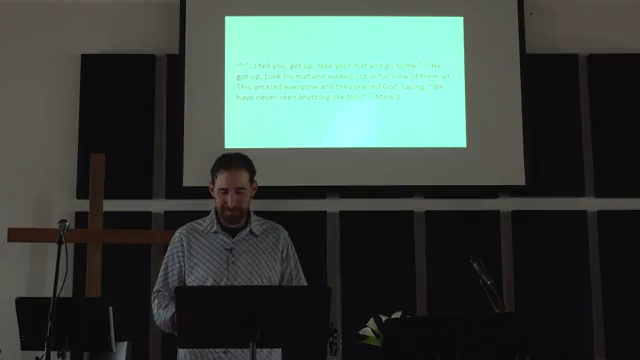 "... I tell you, get up, take your mat and go home." He
got up, took his mat and walked out in full view of them all.
This amazed everyone and they praised God, saying, "We
have never seen anything like this!" - Mark 2